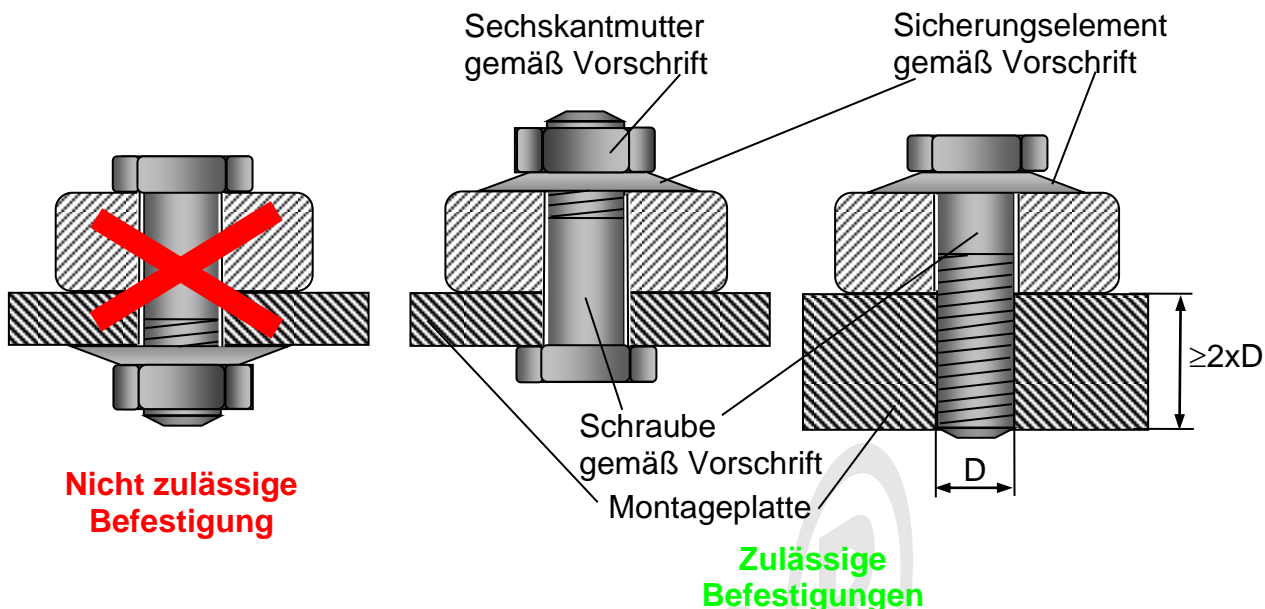 Sechskantmutter
gemäß Vorschrift
Sicherungselement
gemäß Vorschrift
≥2xD
Schraube
gemäß Vorschrift
D
Montageplatte
Nicht zulässige
Befestigung
Zulässige
Befestigungen